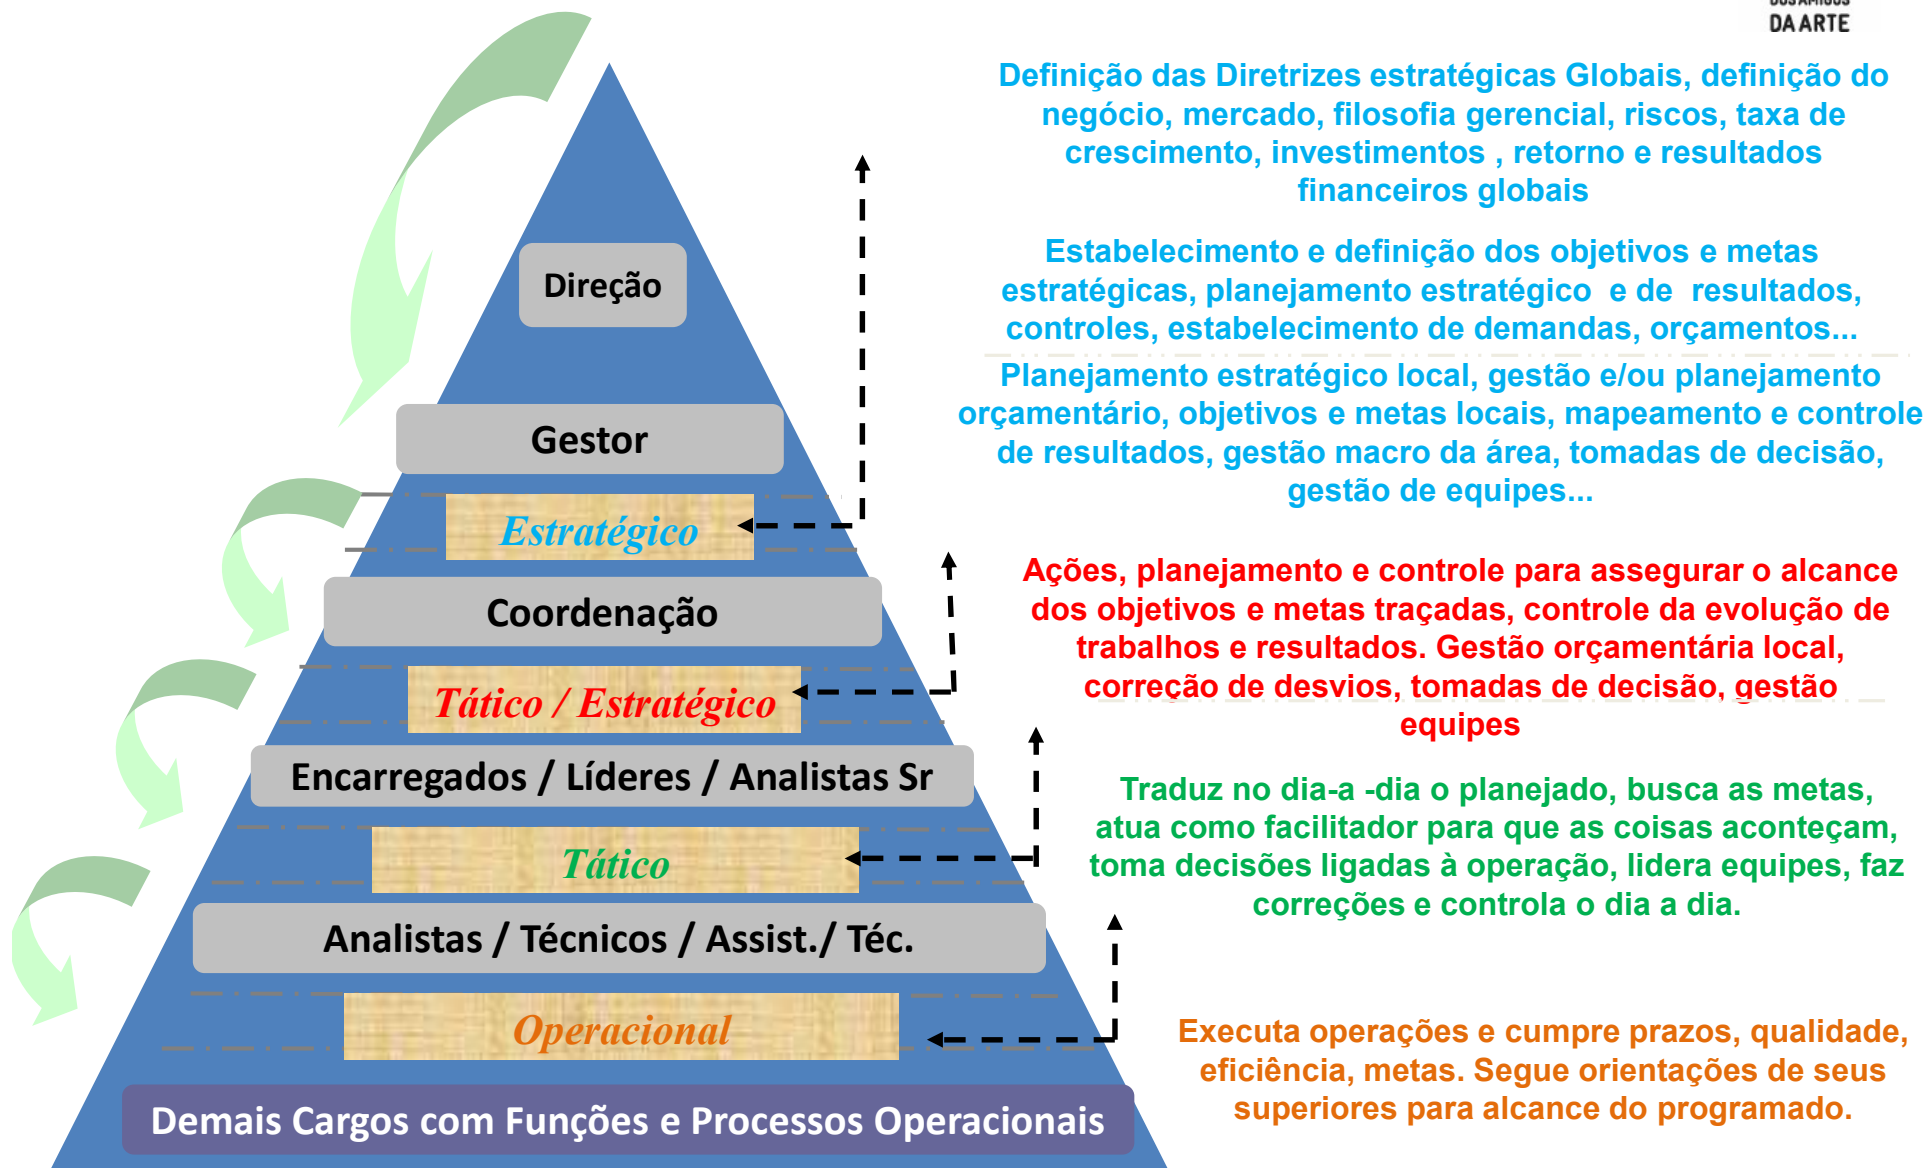 DOS AMIGOS
DA ARTE
Definição das Diretrizes estratégicas Globais, definição do
negócio, mercado, filosofia gerencial, riscos, taxa de
crescimento, investimentos , retorno e resultados
financeiros globais
Estabelecimento e definição dos objetivos e metas
estratégicas, planejamento estratégico e de resultados,
controles, estabelecimento de demandas, orçamentos...
Planejamento estratégico local, gestão e/ou planejamento
orçamentário, objetivos e metas locais, mapeamento e controle
de resultados, gestão macro da área, tomadas de decisão,
gestão de equipes...
Ações, planejamento e controle para assegurar o alcance
dos objetivos e metas traçadas, controle da evolução de
trabalhos e resultados. Gestão orçamentária local,
correção de desvios, tomadas de decisão, gestão
equipes
Traduz no dia-a -dia o planejado, busca as metas,
atua como facilitador para que as coisas aconteçam,
toma decisões ligadas à operação, lidera equipes, faz
correções e controla o dia a dia.
Executa operações e cumpre prazos, qualidade,
eficiência, metas. Segue orientações de seus
superiores para alcance do programado.
Direção
Gestor
Estratégico
Coordenação
Tático / Estratégico
Encarregados / Líderes / Analistas Sr
Tático
Analistas / Técnicos / Assist./ Téc.
Operacional
Demais Cargos com Funções e Processos Operacionais